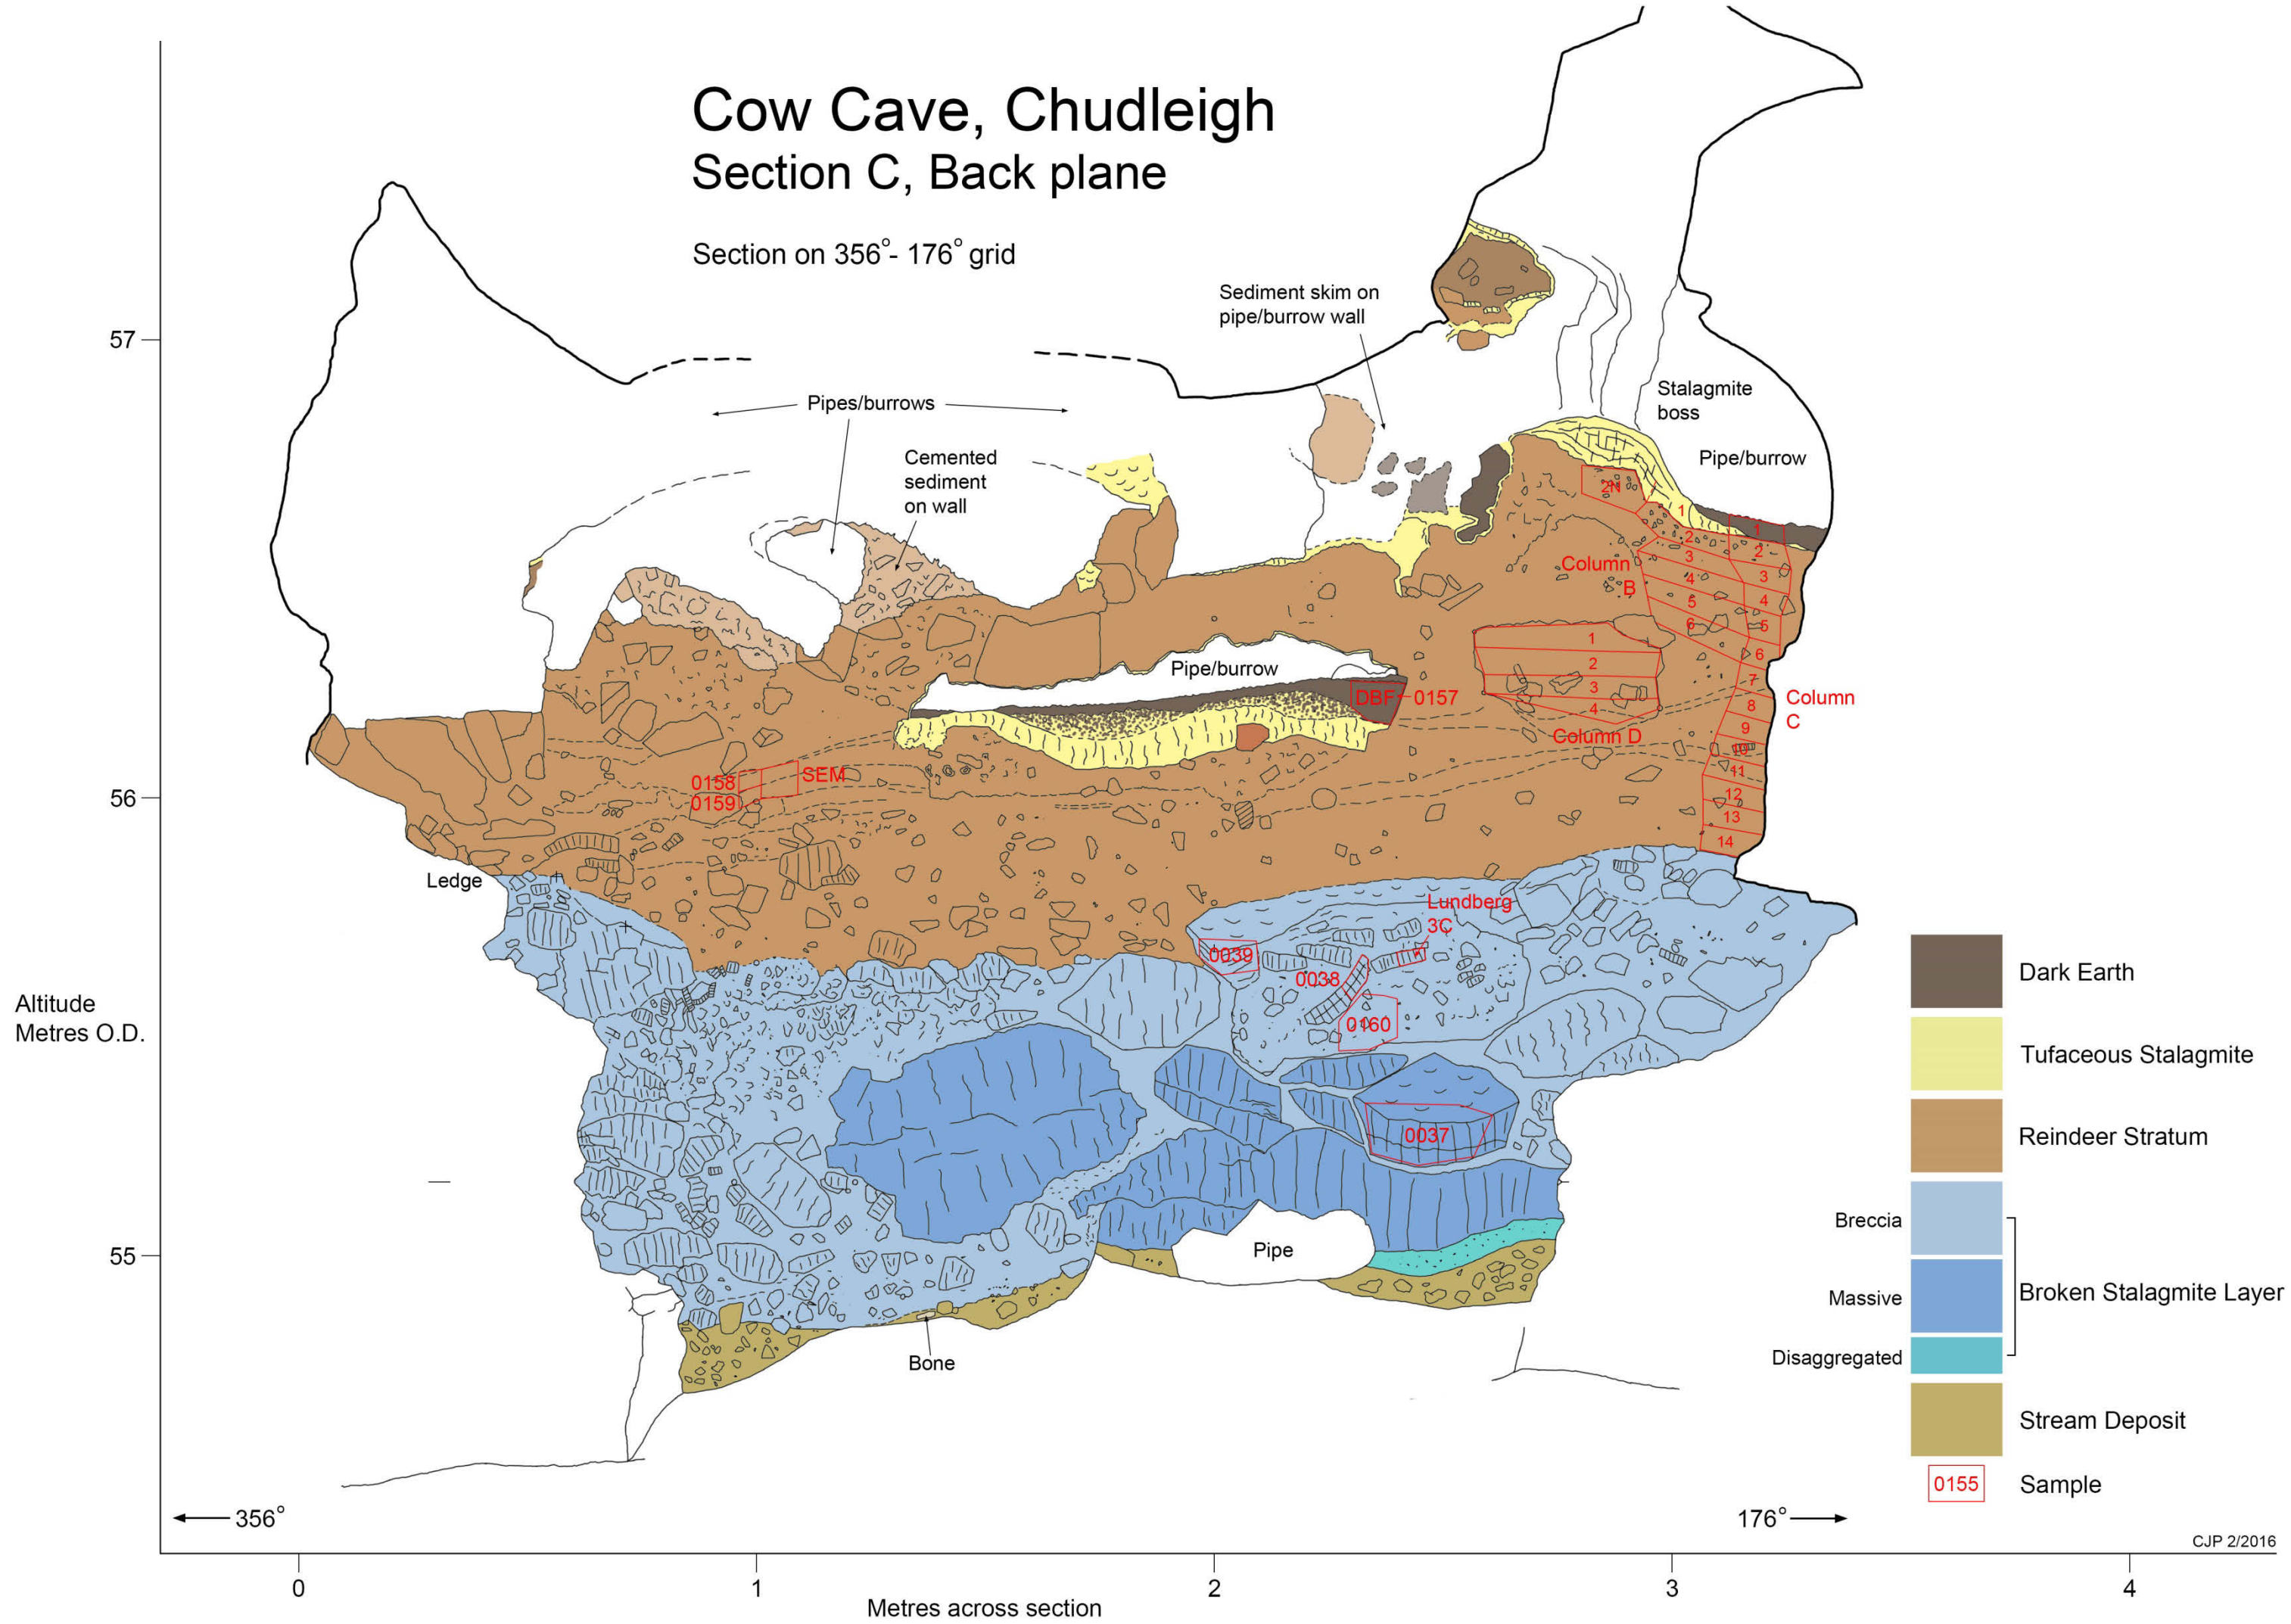 Cow Cave, Chudleigh
Section C, Back plane
Section on 356°- 176° grid
Sediment skim on
pipe/burrow wall
57
Stalagmite
boss
Pipes/burrows
Cemented
sediment
on wall
Pipe/burrow
2N
1
1
2
2
3
3
4
4
5
5
6
6
7
8
9
10
11
12
13
14
Column
B
Column
C
1
2
3
4
Column D
Pipe/burrow
DBF
0157
0158
0159
SEM
56
Ledge
Lundberg
3C
0039
0038
0160
0037
Altitude
Metres O.D.
55
Pipe
Bone
Dark Earth
Tufaceous Stalagmite
Reindeer Stratum
Breccia
Massive
Broken Stalagmite Layer
Disaggregated
Stream Deposit
0155
Sample
356°
176°
CJP 2/2016
0
1
2
3
4
Metres across section